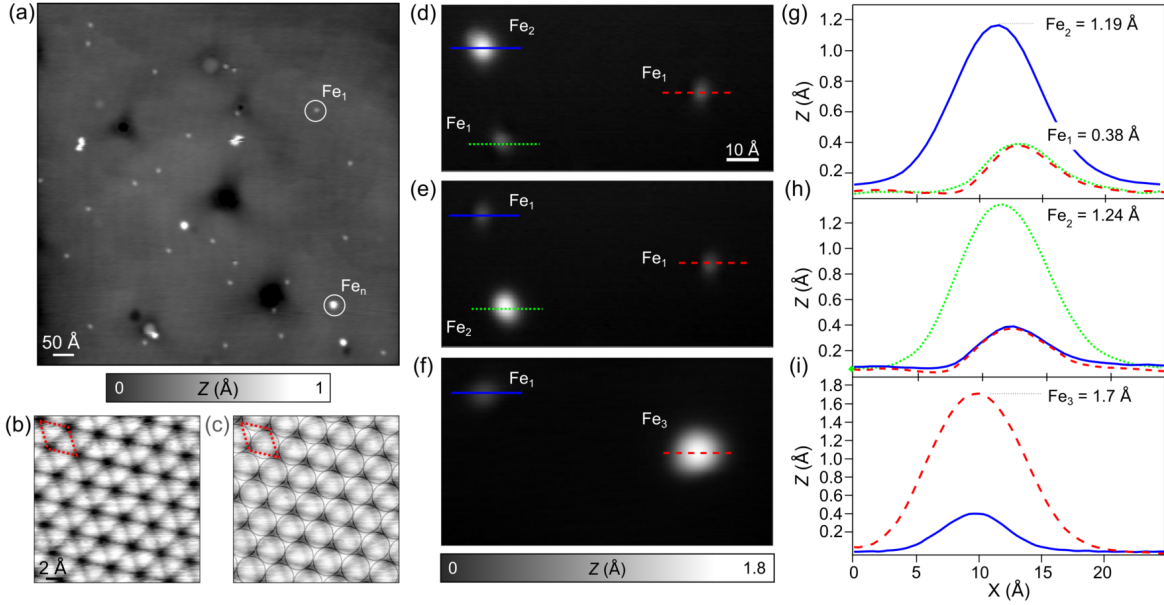 (a)
Fe1
Fen
50 Å
0 Z (Å) 1
(b)
2 Å
(c)
(d)
Fe2
Fe1
Fe1
10 Å
(e)
Fe1
Fe1
Fe2
(f)
Fe1
Fe3
0 Z (Å) 1.8
(g)
Z (Å)
1.2
1.0
0.8
0.6
0.4
0.2
Fe2 = 1.19 Å
Fe1 = 0.38 Å
(h)
Z (Å)
1.2
1.0
0.8
0.6
0.4
0.2
Fe2 = 1.24 Å
(i)
Z (Å)
1.8
1.6
1.4
1.2
1.0
0.8
0.6
0.4
0.2
Fe3 = 1.7 Å
0 5 10 15 20
X (Å)